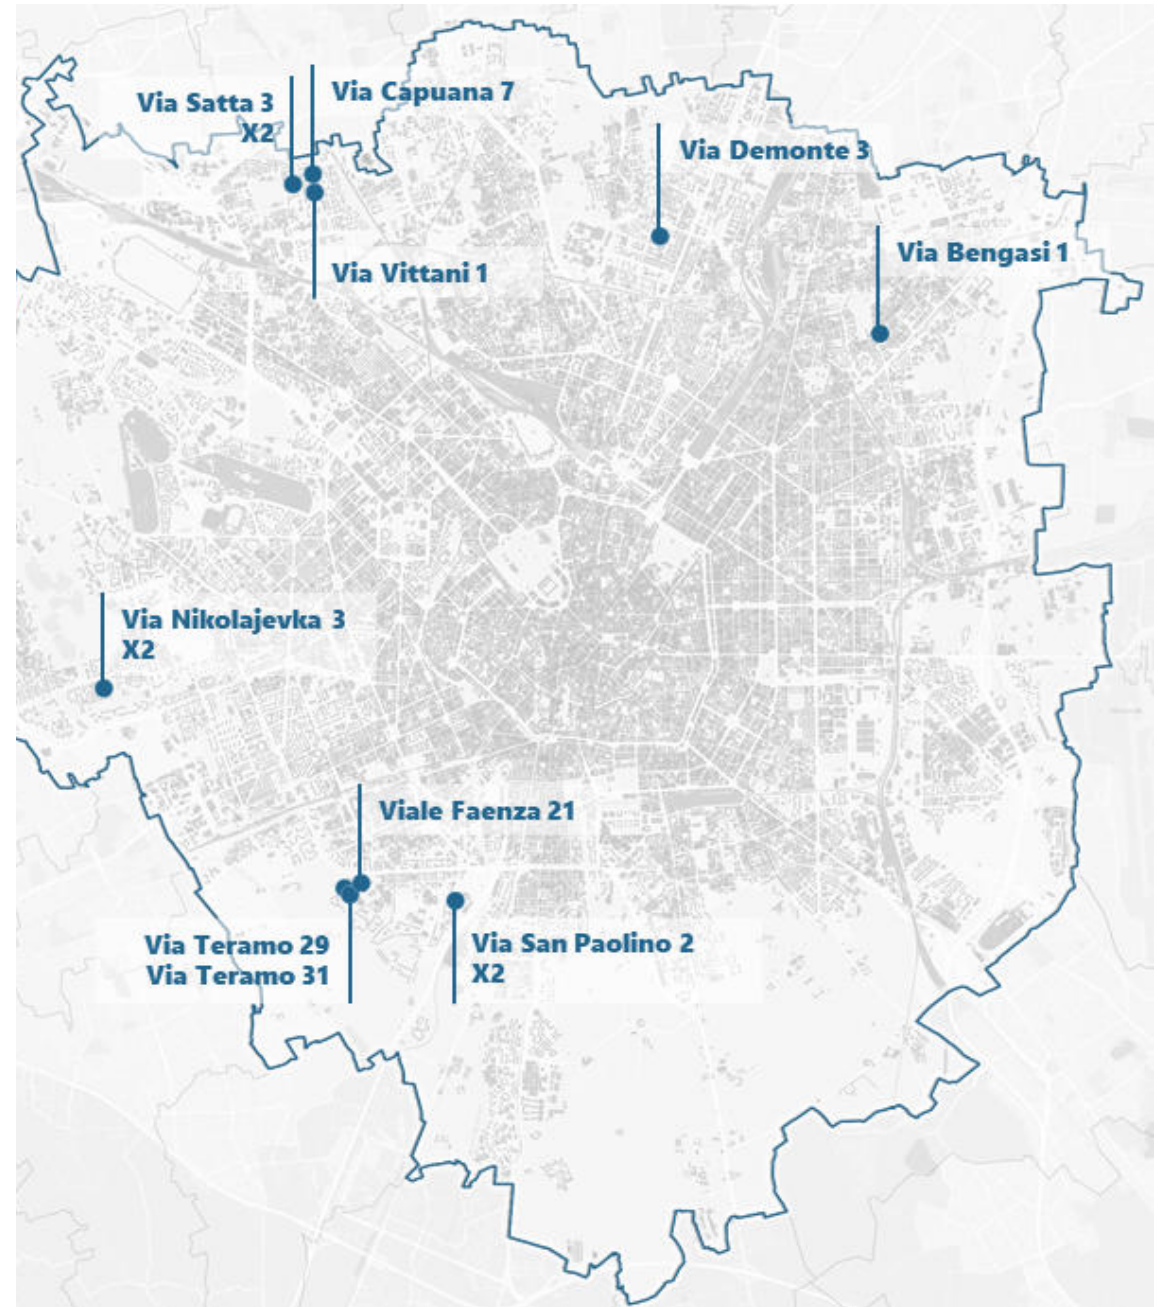 Via Capuana 7
Via Satta 3
X2
Via Demonte 3
Via Bengasi 1
Via Vittani 1
Via Nikolajevka 3
X2
Viale Faenza 21
Via Teramo 29
Via Teramo 31
Via San Paolino 2
X2